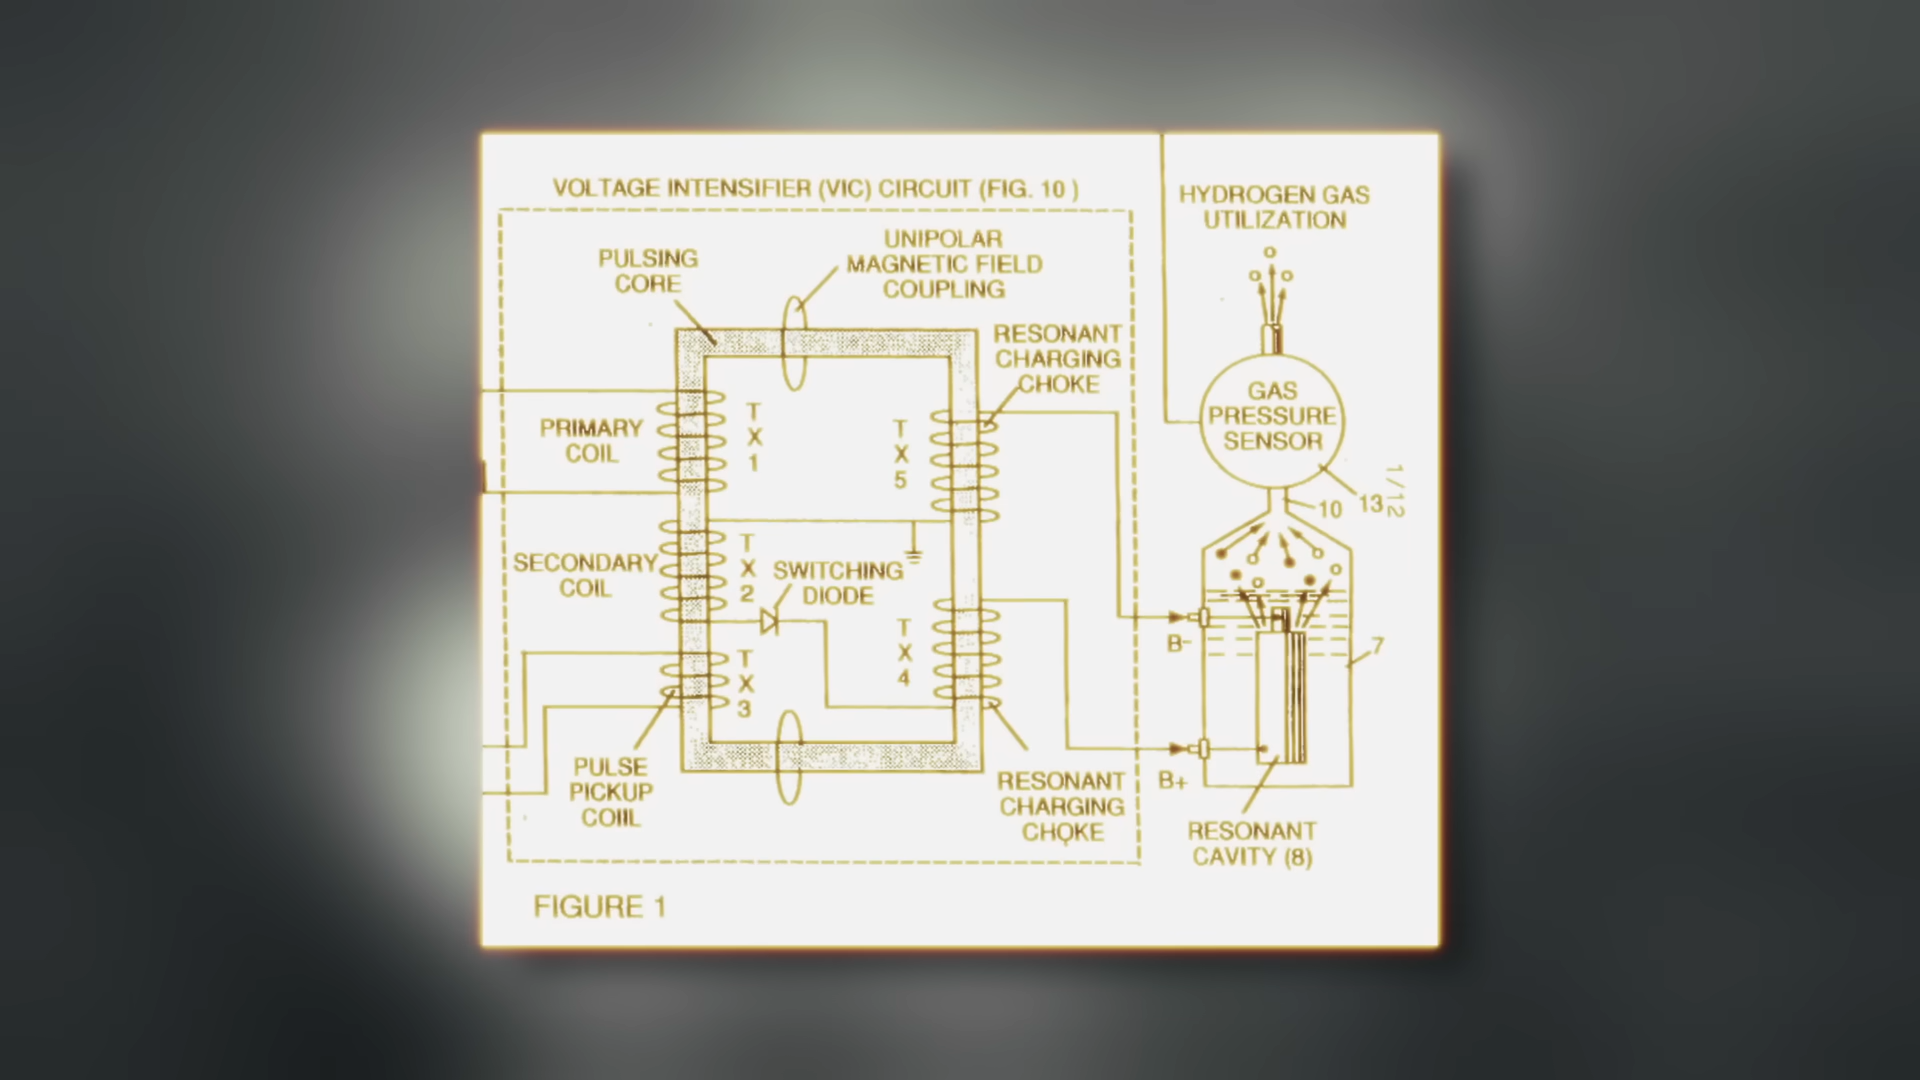 VOLTAGE INTENSIFIER (VIC) CIRCUIT (FIG. 10 )
HYDROGEN GAS
UTILIZATION
PULSING
CORE
UNIPOLAR
MAGNETIC FIELD
COUPLING
RESONANT
CHARGING
CHOKE
GAS
PRESSURE
SENSOR
PRIMARY
COIL
T
X
1
T
X
5
10
13
1/12
SECONDARY
COIL
T
X
2
SWITCHING
DIODE
T
X
3
T
X
4
B-
7
B+
PULSE
PICKUP
COIIL
RESONANT
CHARGING
CHOKE
RESONANT
CAVITY (8)
FIGURE 1